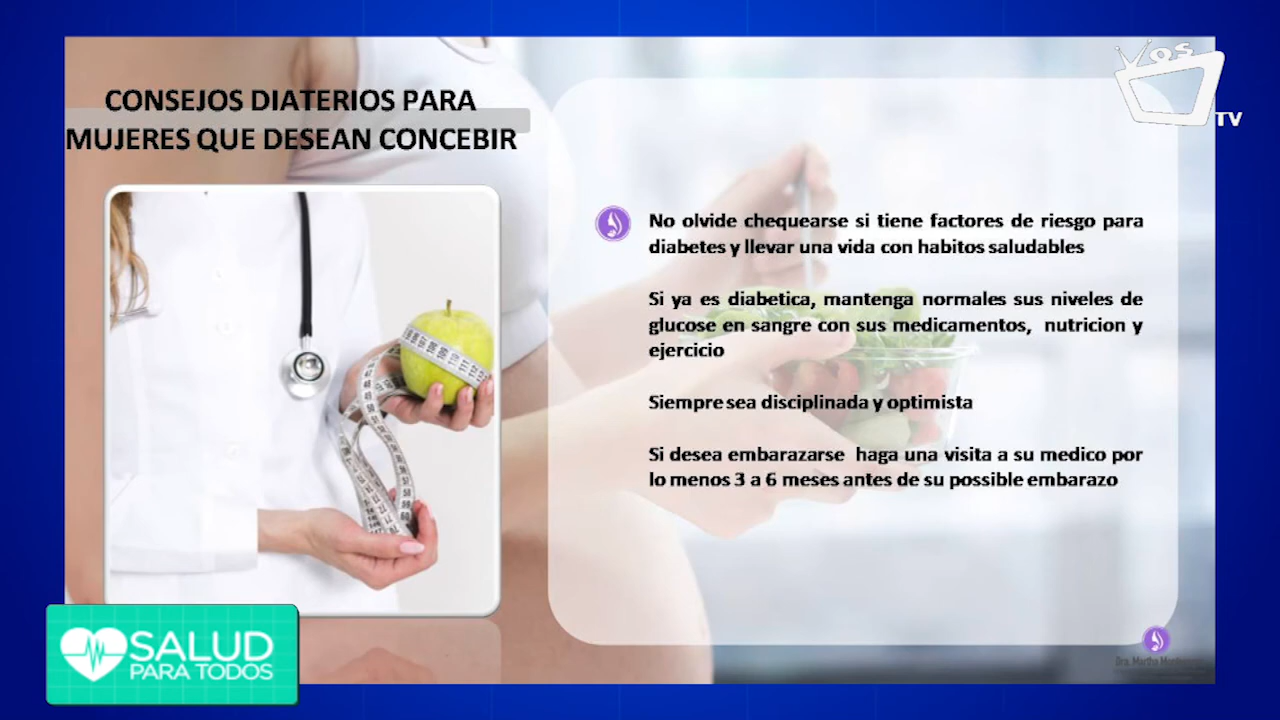 CONSEJOS DIATERIOS PARA
MUJERES QUE DESEAN CONCEBIR
VOS
TV
No olvide chequearse si tiene factores de riesgo para
diabetes y llevar una vida con habitos saludables
Si ya es diabetica, mantenga normales sus niveles de
glucose en sangre con sus medicamentos, nutricion y
ejercicio
Siempre sea disciplinada y optimista
Si desea embarazarse haga una visita a su medico por
lo menos 3 a 6 meses antes de su possible embarazo
SALUD
PARA TODOS
Dra. Martha